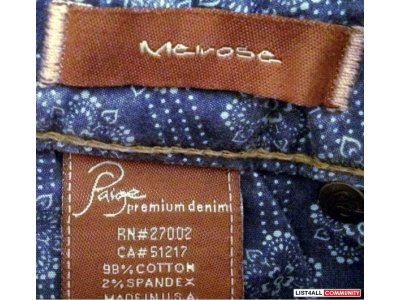 Melrose
Paige
premium denim
RN#27002
CA#51217
98% COTTON
2% SPANDEX
MADE IN U.S.A.
LIST4ALL COMMUNITY